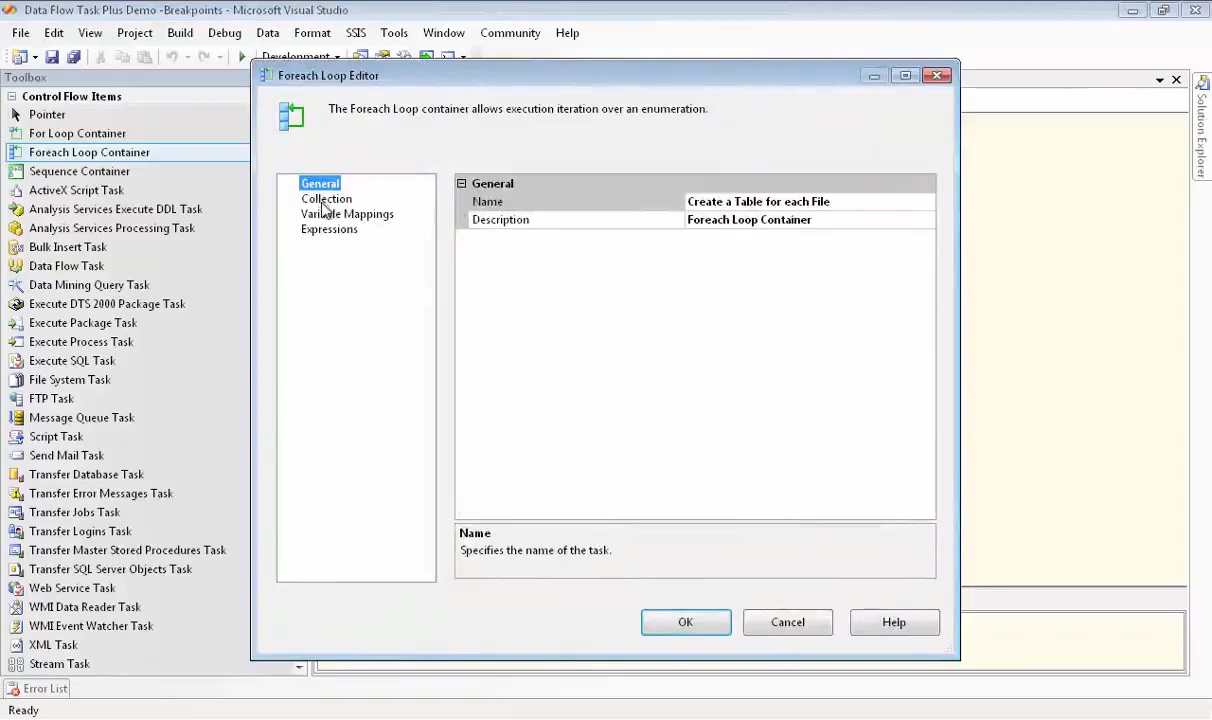 Data Flow Task Plus Demo -Breakpoints - Microsoft Visual Studio
File Edit View Project Build Debug Data Format SSIS Tools Window Community Help
Development
Toolbox
Control Flow Items
Pointer
For Loop Container
Foreach Loop Container
Sequence Container
ActiveX Script Task
Analysis Services Execute DDL Task
Analysis Services Processing Task
Bulk Insert Task
Data Flow Task
Data Mining Query Task
Execute DTS 2000 Package Task
Execute Package Task
Execute Process Task
Execute SQL Task
File System Task
FTP Task
Message Queue Task
Script Task
Send Mail Task
Transfer Database Task
Transfer Error Messages Task
Transfer Jobs Task
Transfer Logins Task
Transfer Master Stored Procedures Task
Transfer SQL Server Objects Task
Web Service Task
WMI Data Reader Task
WMI Event Watcher Task
XML Task
Stream Task
Error List
Ready
Foreach Loop Editor
The Foreach Loop container allows execution iteration over an enumeration.
General
Collection
Variable Mappings
Expressions
General
Name Create a Table for each File
Description Foreach Loop Container
Name
Specifies the name of the task.
OK Cancel Help
Solution Explorer